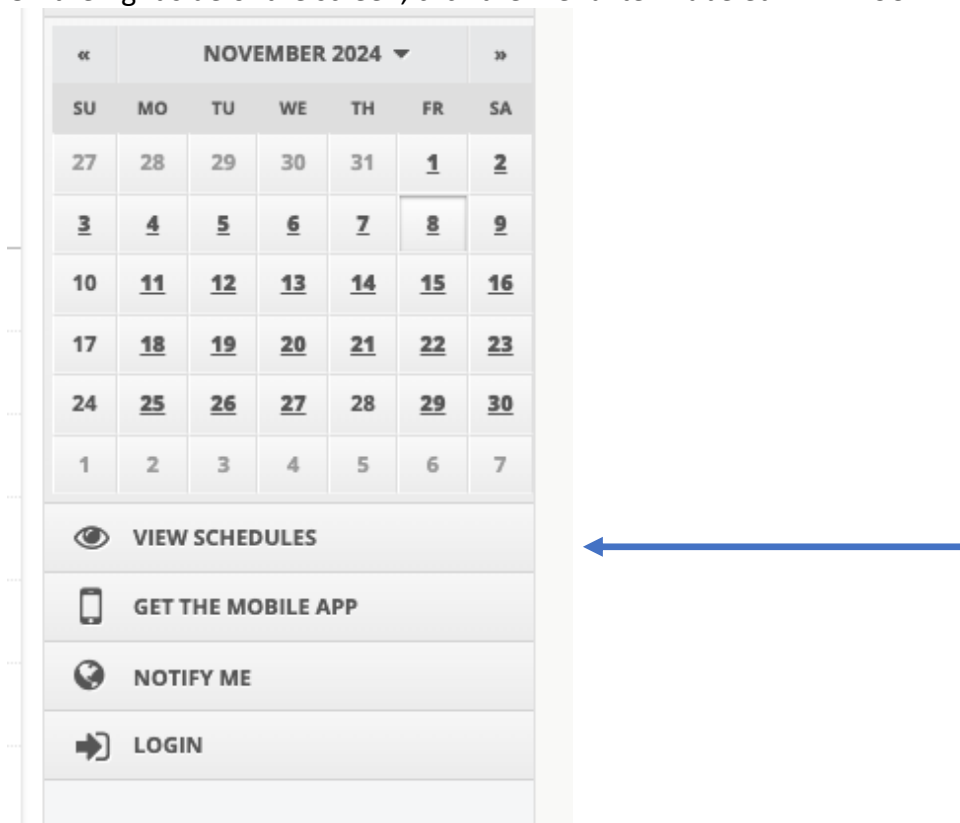 « NOVEMBER 2024 »
SU MO TU WE TH FR SA
27 28 29 30 31 1 2
3 4 5 6 7 8 9
10 11 12 13 14 15 16
17 18 19 20 21 22 23
24 25 26 27 28 29 30
1 2 3 4 5 6 7
VIEW SCHEDULES
GET THE MOBILE APP
NOTIFY ME
LOGIN